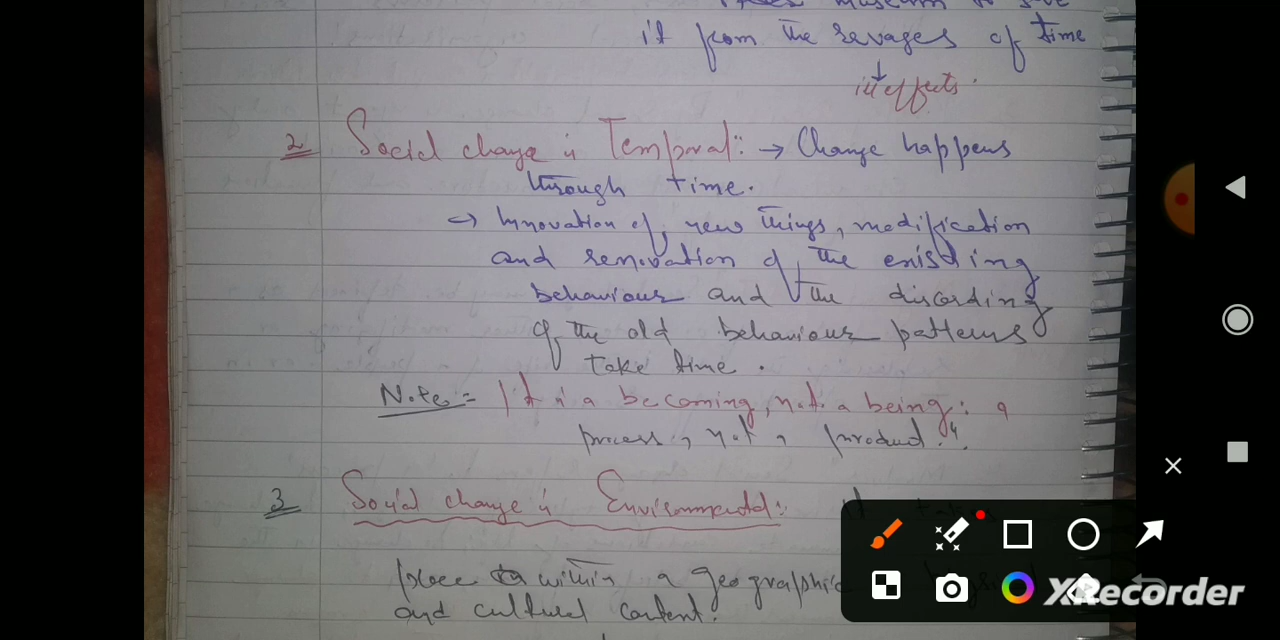 it from the ravages of time
↓
ill effects.
2 Social change is Temporal:- → Change happens
through time.
→ Innovation of new things, modification
and renovation of the existing
behaviour and the discarding
of the old behaviour patterns
take time.
Note = It is a becoming, not a being: a
process, not a product.".
3 Social change is Environmental:- it
place within a geographic
and cultural context.
XRecorder